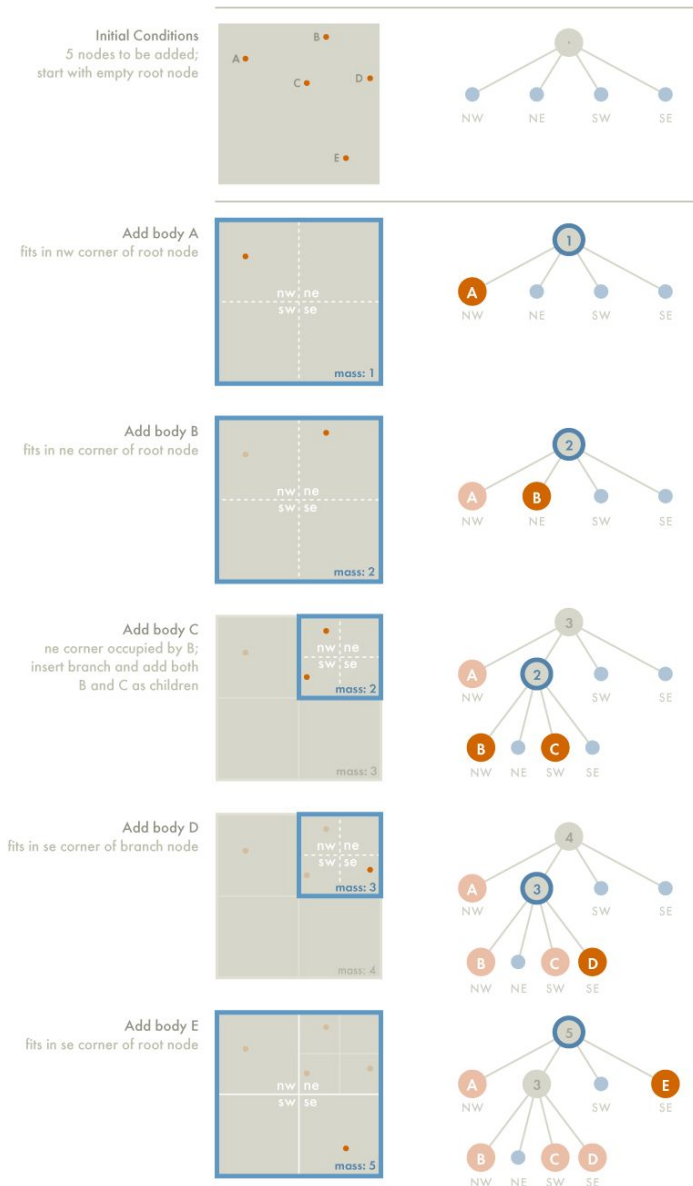 Initial Conditions
5 nodes to be added;
start with empty root node
A
B
C
D
E
·
NW NE SW SE
Add body A
fits in nw corner of root node
nw ne
sw se
mass: 1
1
A
NW NE SW SE
Add body B
fits in ne corner of root node
nw ne
sw se
mass: 2
2
A B
NW NE SW SE
Add body C
ne corner occupied by B;
insert branch and add both
B and C as children
nw ne
sw se
mass: 2
mass: 3
3
A 2
NW SW SE
B C
NW NE SW SE
Add body D
fits in se corner of branch node
nw ne
sw se
mass: 3
mass: 4
4
A 3
NW SW SE
B C D
NW NE SW SE
Add body E
fits in se corner of root node
nw ne
sw se
mass: 5
5
A 3 E
NW SW SE
B C D
NW NE SW SE